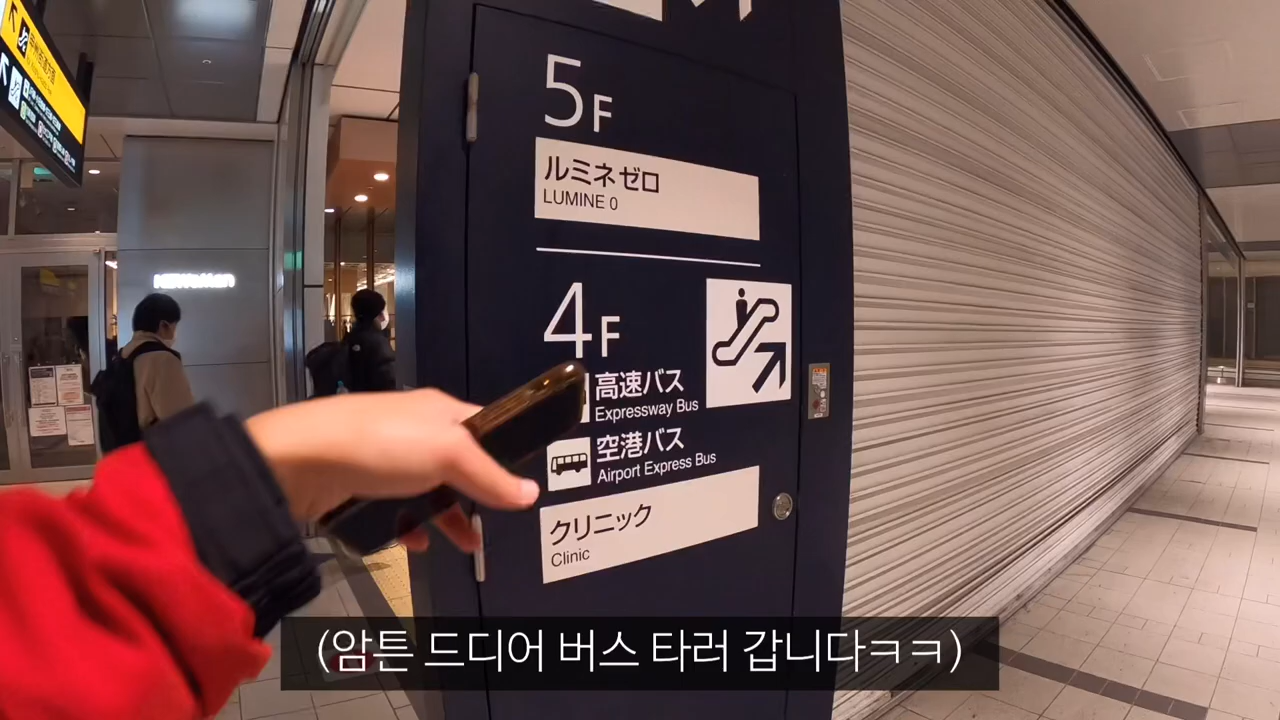 5F
ルミネゼロ
LUMINE 0
4F
高速バス
Expressway Bus
空港バス
Airport Express Bus
クリニック
Clinic
NEWoMan
(암튼 드디어 버스 타러 갑니다ㅋㅋ)